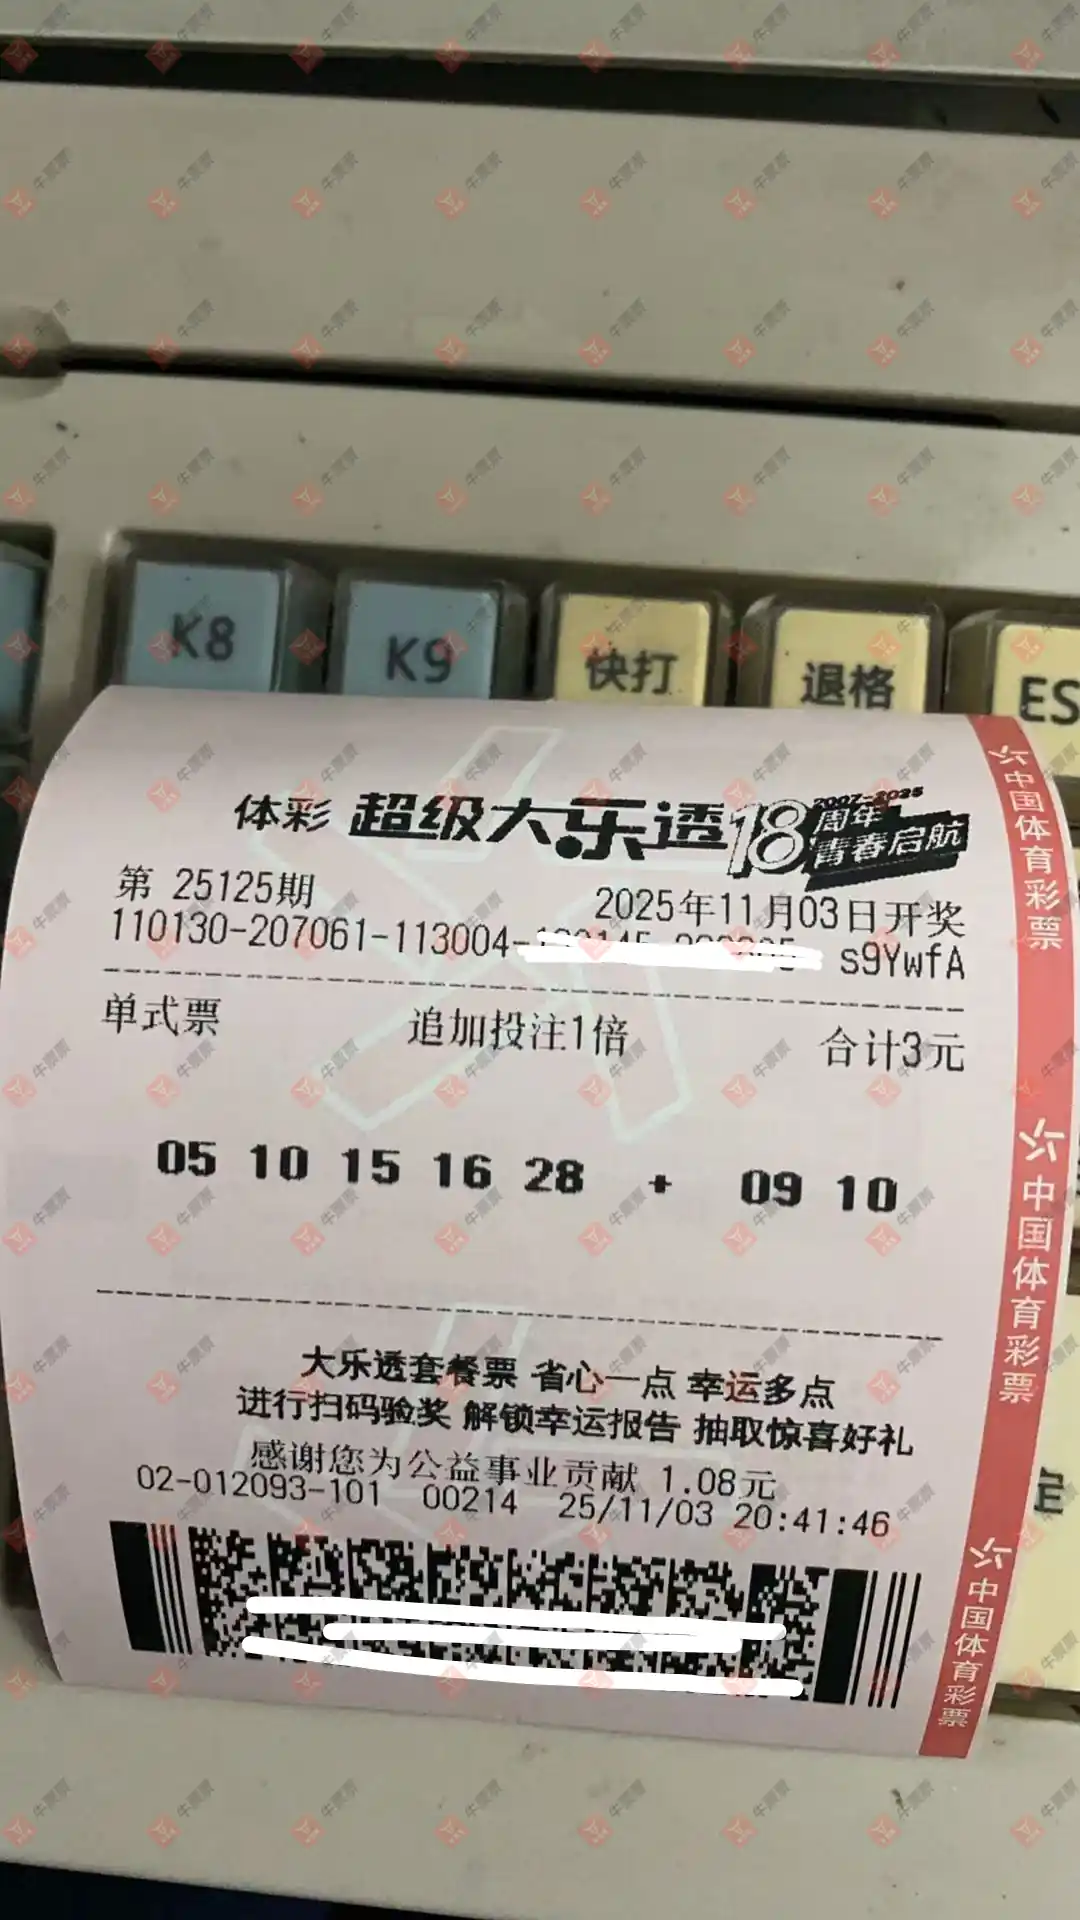 K8 K9 快打 退格 ES
体彩 超级大乐透 18周年 2007-2025 青春启航
第 25125期 2025年11月03日开奖
110130-207061-113004- s9YwfA
单式票 追加投注1倍 合计3元
05 10 15 16 28 + 09 10
大乐透套餐票 省心一点 幸运多点
进行扫码验奖 解锁幸运报告 抽取惊喜好礼
感谢您为公益事业贡献 1.08元
02-012093-101 00214 25/11/03 20:41:46
中国体育彩票
中国体育彩票
中国体育彩票
定
牛票票